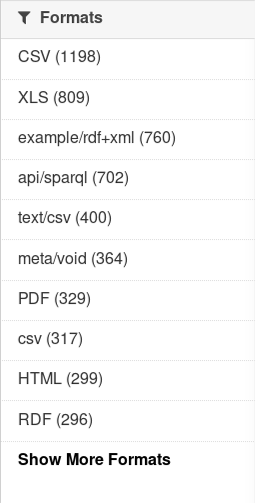 Formats
CSV (1198)
XLS (809)
example/rdf+xml (760)
api/sparql (702)
text/csv (400)
meta/void (364)
PDF (329)
csv (317)
HTML (299)
RDF (296)
Show More Formats